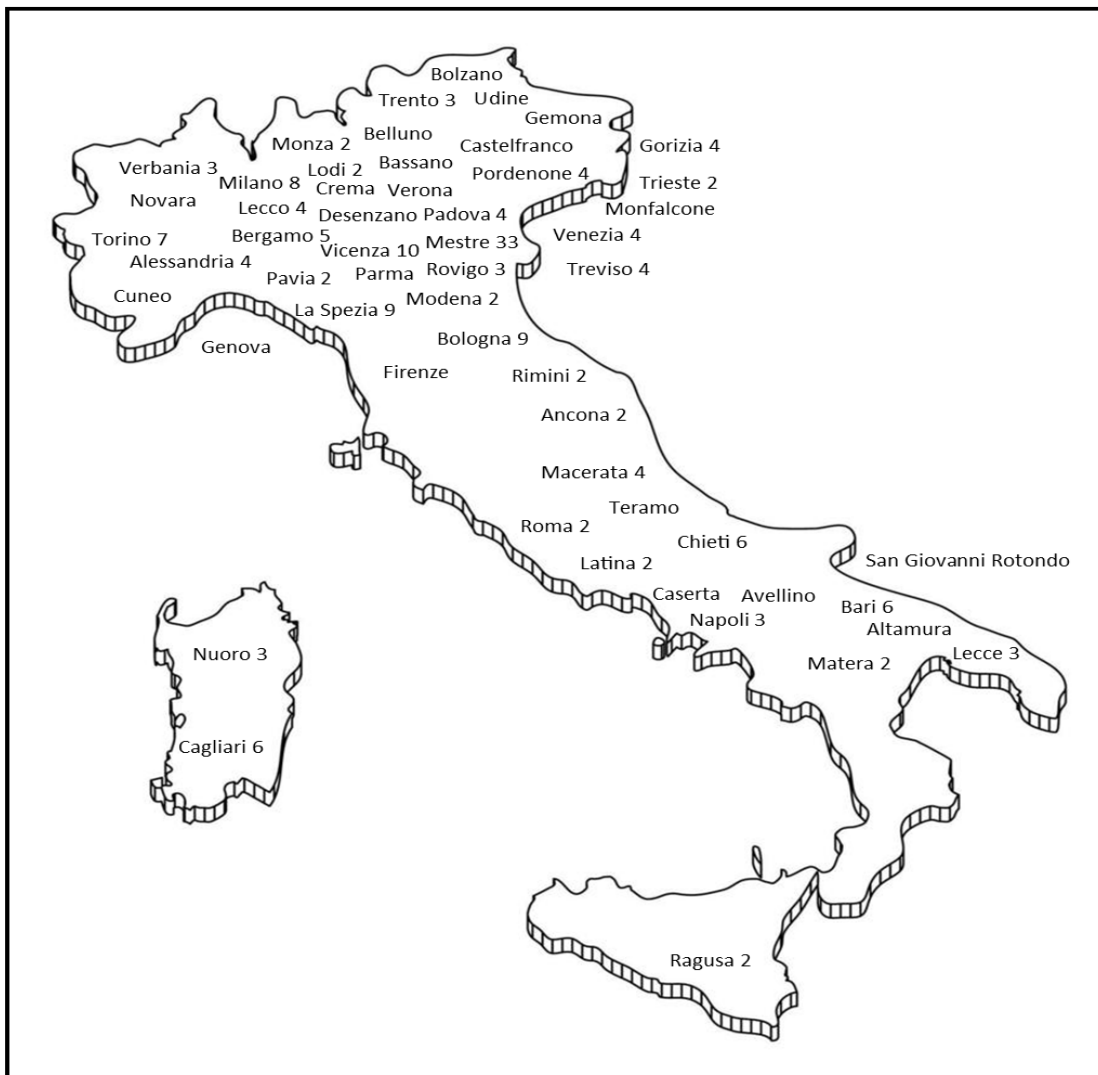 Bolzano
Trento 3
Udine
Gemona
Monza 2
Belluno
Castelfranco
Gorizia 4
Verbania 3
Lodi 2
Bassano
Pordenone 4
Milano 8
Crema
Verona
Trieste 2
Novara
Lecco 4
Desenzano
Padova 4
Monfalcone
Torino 7
Bergamo 5
Vicenza 10
Mestre 33
Venezia 4
Alessandria 4
Pavia 2
Parma
Rovigo 3
Treviso 4
Cuneo
La Spezia 9
Modena 2
Genova
Bologna 9
Firenze
Rimini 2
Ancona 2
Macerata 4
Teramo
Roma 2
Chieti 6
Latina 2
San Giovanni Rotondo
Caserta
Avellino
Napoli 3
Bari 6
Altamura
Nuoro 3
Matera 2
Lecce 3
Cagliari 6
Ragusa 2